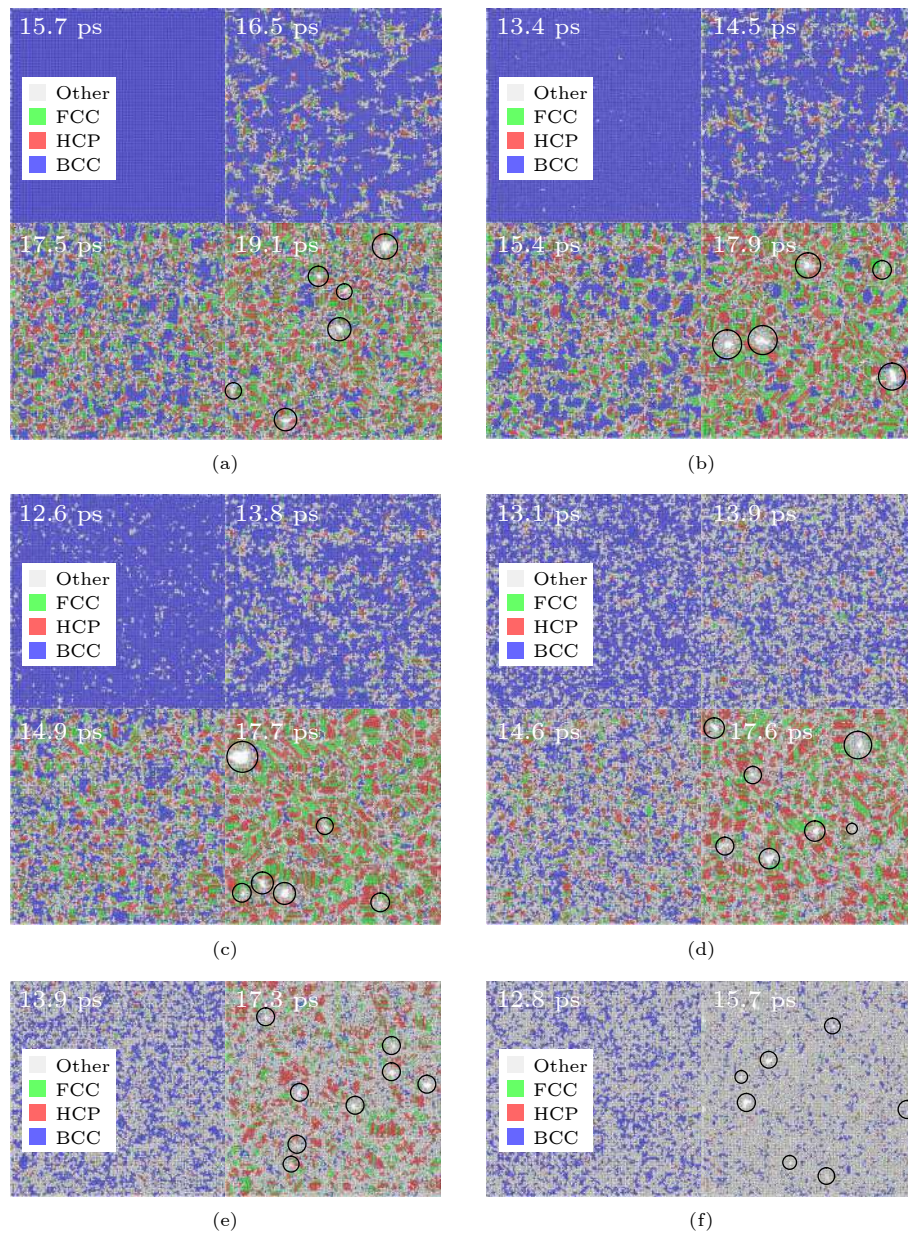 15.7 ps 16.5 ps
Other
FCC
HCP
BCC
17.5 ps 19.1 ps
(a)
13.4 ps 14.5 ps
Other
FCC
HCP
BCC
15.4 ps 17.9 ps
(b)
12.6 ps 13.8 ps
Other
FCC
HCP
BCC
14.9 ps 17.7 ps
(c)
13.1 ps 13.9 ps
Other
FCC
HCP
BCC
14.6 ps 17.6 ps
(d)
13.9 ps 17.3 ps
Other
FCC
HCP
BCC
(e)
12.8 ps 15.7 ps
Other
FCC
HCP
BCC
(f)